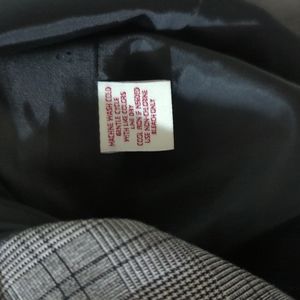 MACHINE WASH COLD
GENTLE CYCLE
WITH LIKE COLORS
LINE DRY
COOL IRON IF NEEDED
USE NON-CHLORINE
BLEACH ONLY